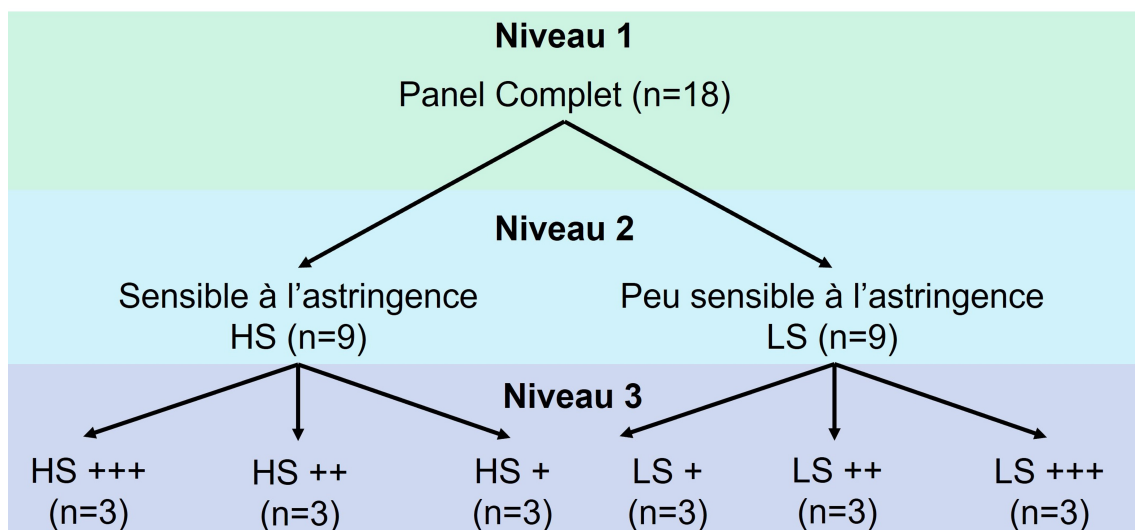 Niveau 1
Panel Complet (n=18)
Niveau 2
Sensible à l’astringence
HS (n=9)
Peu sensible à l’astringence
LS (n=9)
Niveau 3
HS +++
(n=3)
HS ++
(n=3)
HS +
(n=3)
LS +
(n=3)
LS ++
(n=3)
LS +++
(n=3)